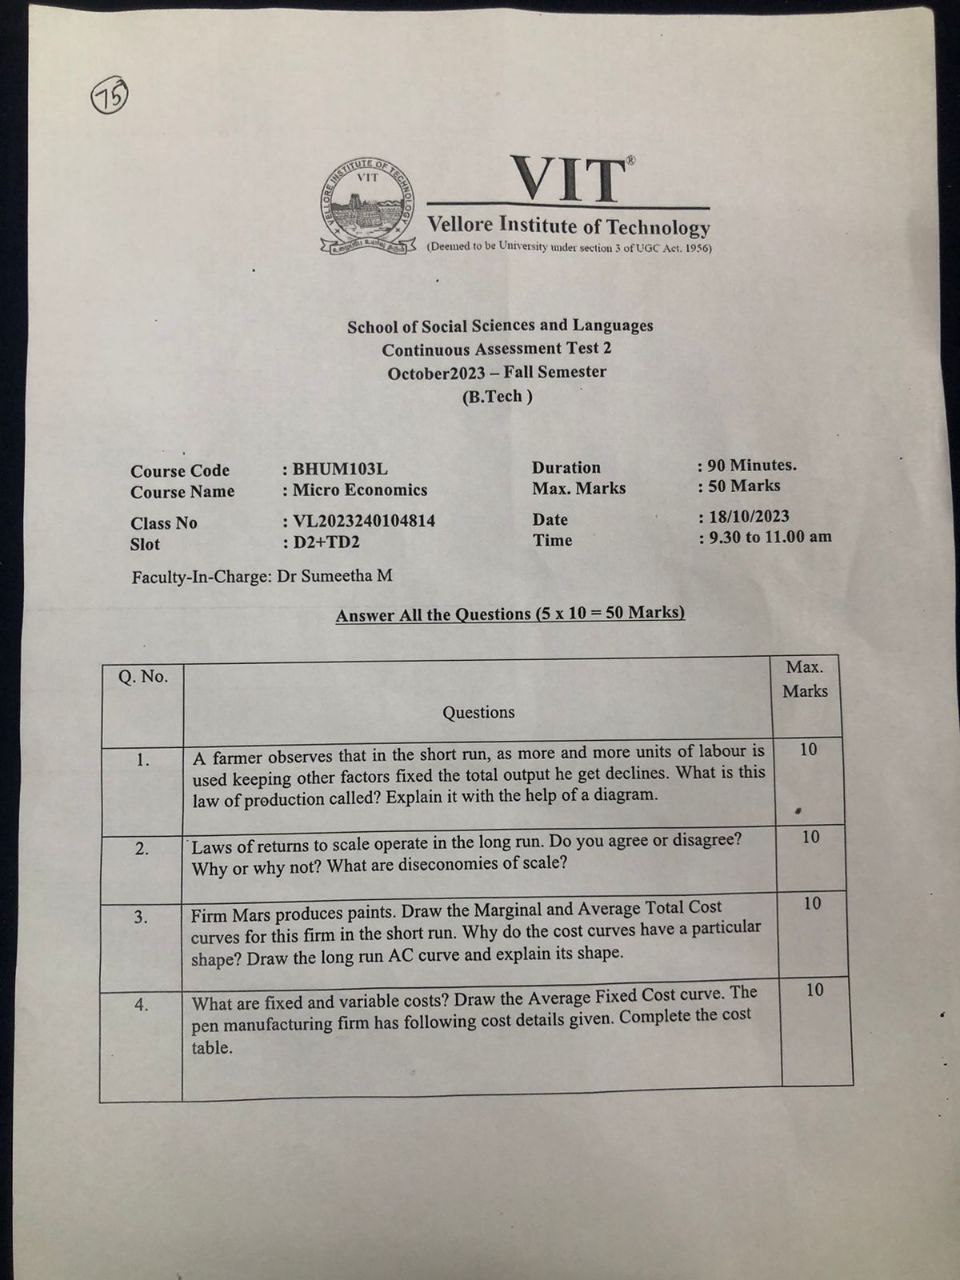 75
VELLORE INSTITUTE OF TECHNOLOGY
VIT
VIT®
Vellore Institute of Technology
(Deemed to be University under section 3 of UGC Act, 1956)
School of Social Sciences and Languages
Continuous Assessment Test 2
October2023 – Fall Semester
(B.Tech )
Course Code : BHUM103L Duration : 90 Minutes.
Course Name : Micro Economics Max. Marks : 50 Marks
Class No : VL2023240104814 Date : 18/10/2023
Slot : D2+TD2 Time : 9.30 to 11.00 am
Faculty-In-Charge: Dr Sumeetha M
Answer All the Questions (5 x 10 = 50 Marks)
Q. No. Questions Max. Marks
1. A farmer observes that in the short run, as more and more units of labour is 10
used keeping other factors fixed the total output he get declines. What is this
law of production called? Explain it with the help of a diagram.
2. Laws of returns to scale operate in the long run. Do you agree or disagree? 10
Why or why not? What are diseconomies of scale?
3. Firm Mars produces paints. Draw the Marginal and Average Total Cost 10
curves for this firm in the short run. Why do the cost curves have a particular
shape? Draw the long run AC curve and explain its shape.
4. What are fixed and variable costs? Draw the Average Fixed Cost curve. The 10
pen manufacturing firm has following cost details given. Complete the cost
table.